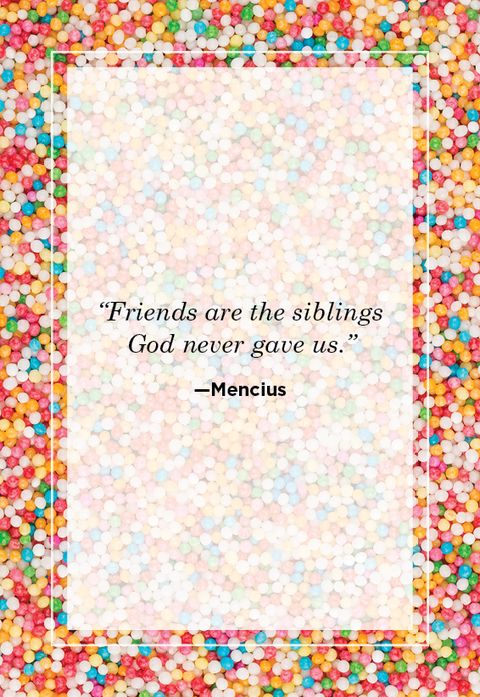 “Friends are the siblings
God never gave us.”
—Mencius